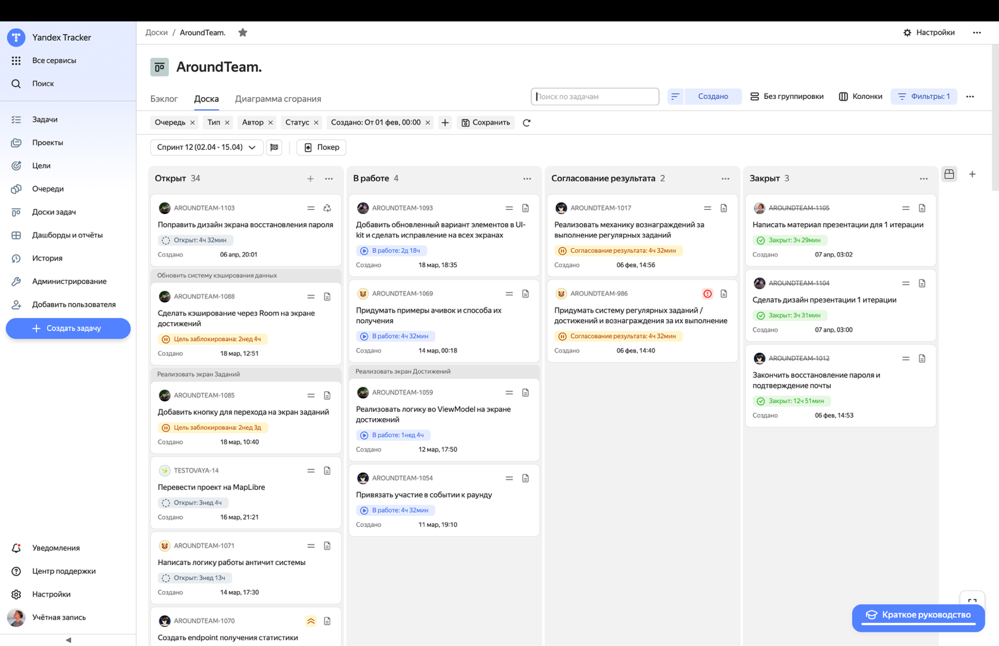 Yandex Tracker
Все сервисы
Поиск
Задачи
Проекты
Цели
Очереди
Доски задач
Дашборды и отчёты
История
Администрирование
Добавить пользователя
Создать задачу
Уведомления
Центр поддержки
Настройки
Учётная запись
Доски / AroundTeam.
Настройки
AroundTeam.
Бэклог Доска Диаграмма сгорания
Поиск по задачам
Создано
Без группировки
Колонки
Фильтры: 1
Очередь Тип Автор Статус Создано: От 01 фев, 00:00 Сохранить
Спринт 12 (02.04 - 15.04)
Покер
Открыт 34
AROUNDTEAM-1103
Поправить дизайн экрана восстановления пароля
Открыт: 4ч 32мин
Создано 06 апр, 20:01
Обновить систему кэширования данных
AROUNDTEAM-1088
Сделать кэширование через Room на экране
достижений
Цель заблокирована: 2нед 4ч
Создано 18 мар, 12:51
Реализовать экран Заданий
AROUNDTEAM-1085
Добавить кнопку для перехода на экран заданий
Цель заблокирована: 2нед 3д
Создано 18 мар, 10:40
TESTOVAYA-14
Перевести проект на MapLibre
Открыт: 3нед 4ч
Создано 16 мар, 21:21
AROUNDTEAM-1071
Написать логику работы античит системы
Открыт: 3нед 13ч
Создано 14 мар, 17:30
AROUNDTEAM-1070
Создать endpoint получения статистики
В работе 4
AROUNDTEAM-1093
Добавить обновленный вариант элементов в UI-
kit и сделать исправление на всех экранах
В работе: 2д 18ч
Создано 18 мар, 18:35
AROUNDTEAM-1069
Придумать примеры ачивок и способа их
получения
В работе: 4ч 32мин
Создано 14 мар, 00:18
Реализовать экран Достижений
AROUNDTEAM-1059
Реализовать логику во ViewModel на экране
достижений
В работе: 1нед 4ч
Создано 12 мар, 17:50
AROUNDTEAM-1054
Привязать участие в событии к раунду
В работе: 4ч 32мин
Создано 11 мар, 19:10
Согласование результата 2
AROUNDTEAM-1017
Реализовать механику вознаграждений за
выполнение регулярных заданий
Согласование результата: 4ч 32мин
Создано 06 фев, 14:56
AROUNDTEAM-986
Придумать систему регулярных заданий /
достижений и вознаграждения за их выполнение
Согласование результата: 4ч 32мин
Создано 06 фев, 14:40
Закрыт 3
AROUNDTEAM-1105
Написать материал презентации для 1 итерации
Закрыт: 3ч 29мин
Создано 07 апр, 03:02
AROUNDTEAM-1104
Сделать дизайн презентации 1 итерации
Закрыт: 3ч 31мин
Создано 07 апр, 03:00
AROUNDTEAM-1012
Закончить восстановление пароля и
подтверждение почты
Закрыт: 12ч 51мин
Создано 06 фев, 14:53
Краткое руководство